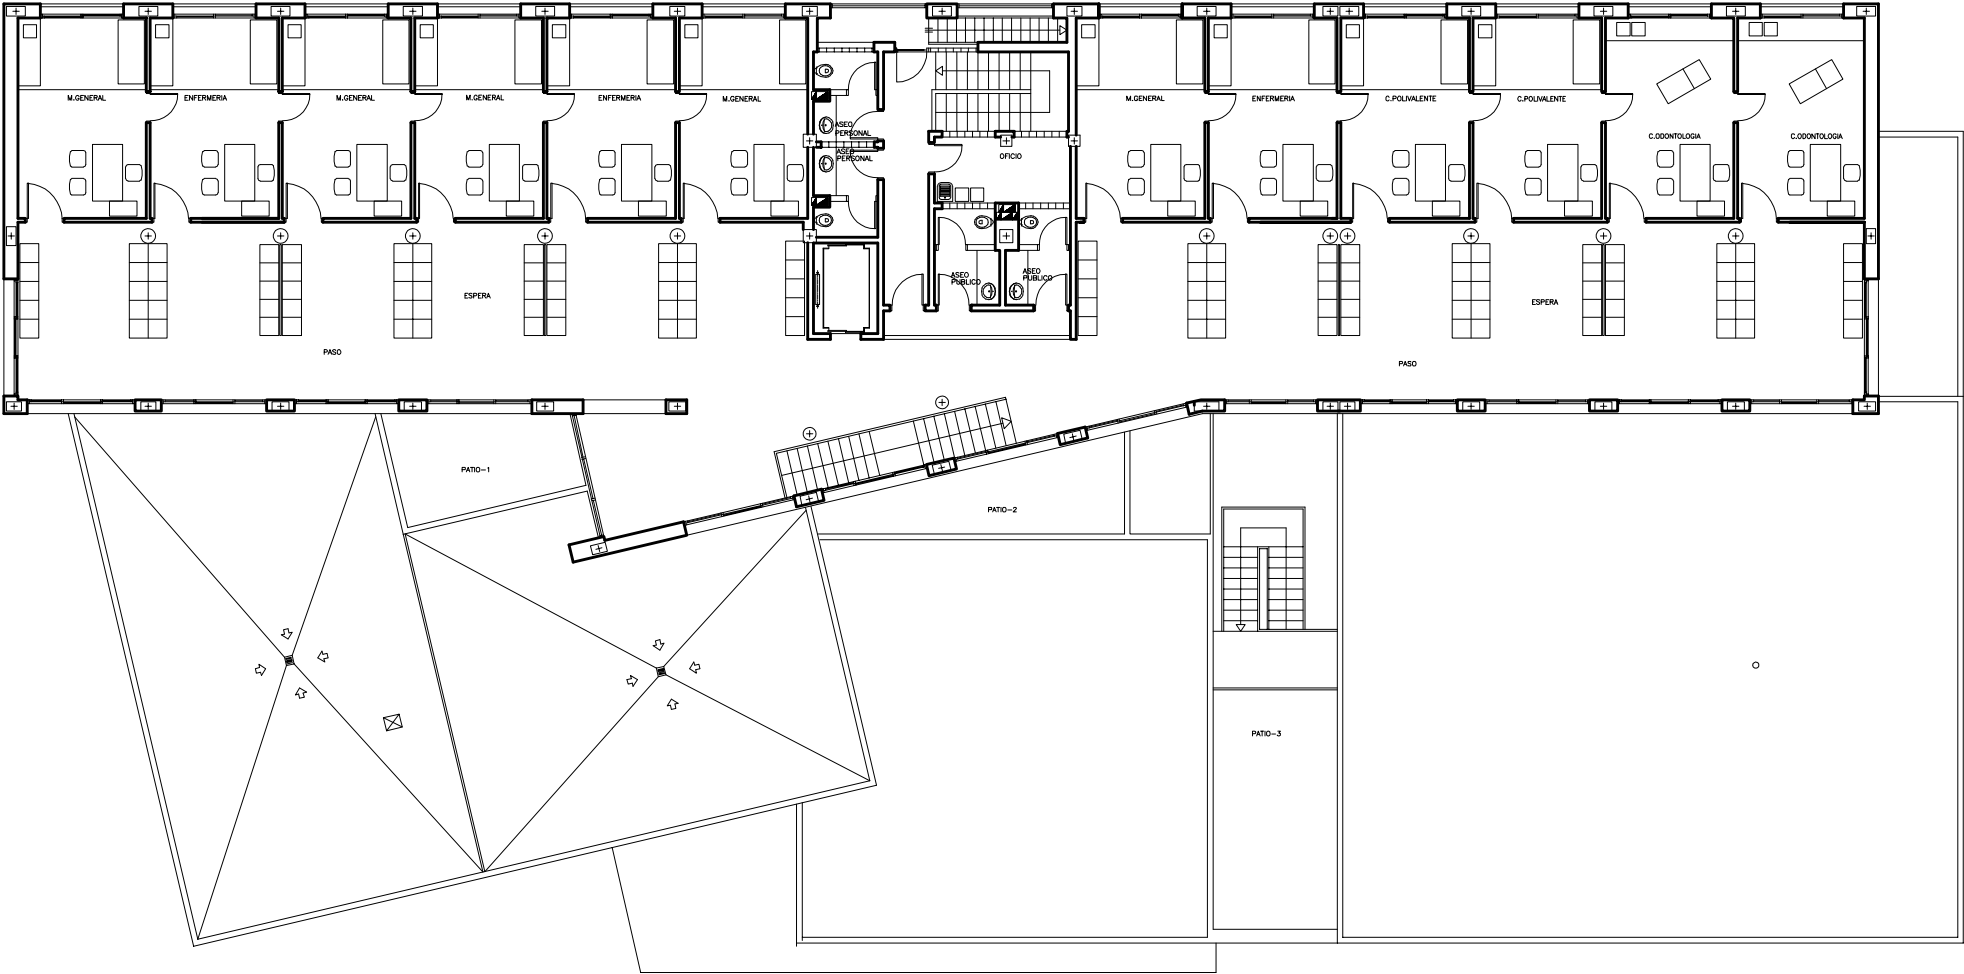 M.GENERAL
ENFERMERIA
M.GENERAL
M.GENERAL
ENFERMERIA
M.GENERAL
M.GENERAL
ENFERMERIA
C.POLIVALENTE
C.POLIVALENTE
ASEO
PERSONAL
C.ODONTOLOGIA
C.ODONTOLOGIA
ASEO
PERSONAL
OFICIO
ASEO
PUBLICO
ASEO
PUBLICO
ESPERA
ESPERA
PASO
PASO
PATIO-1
PATIO-2
PATIO-3